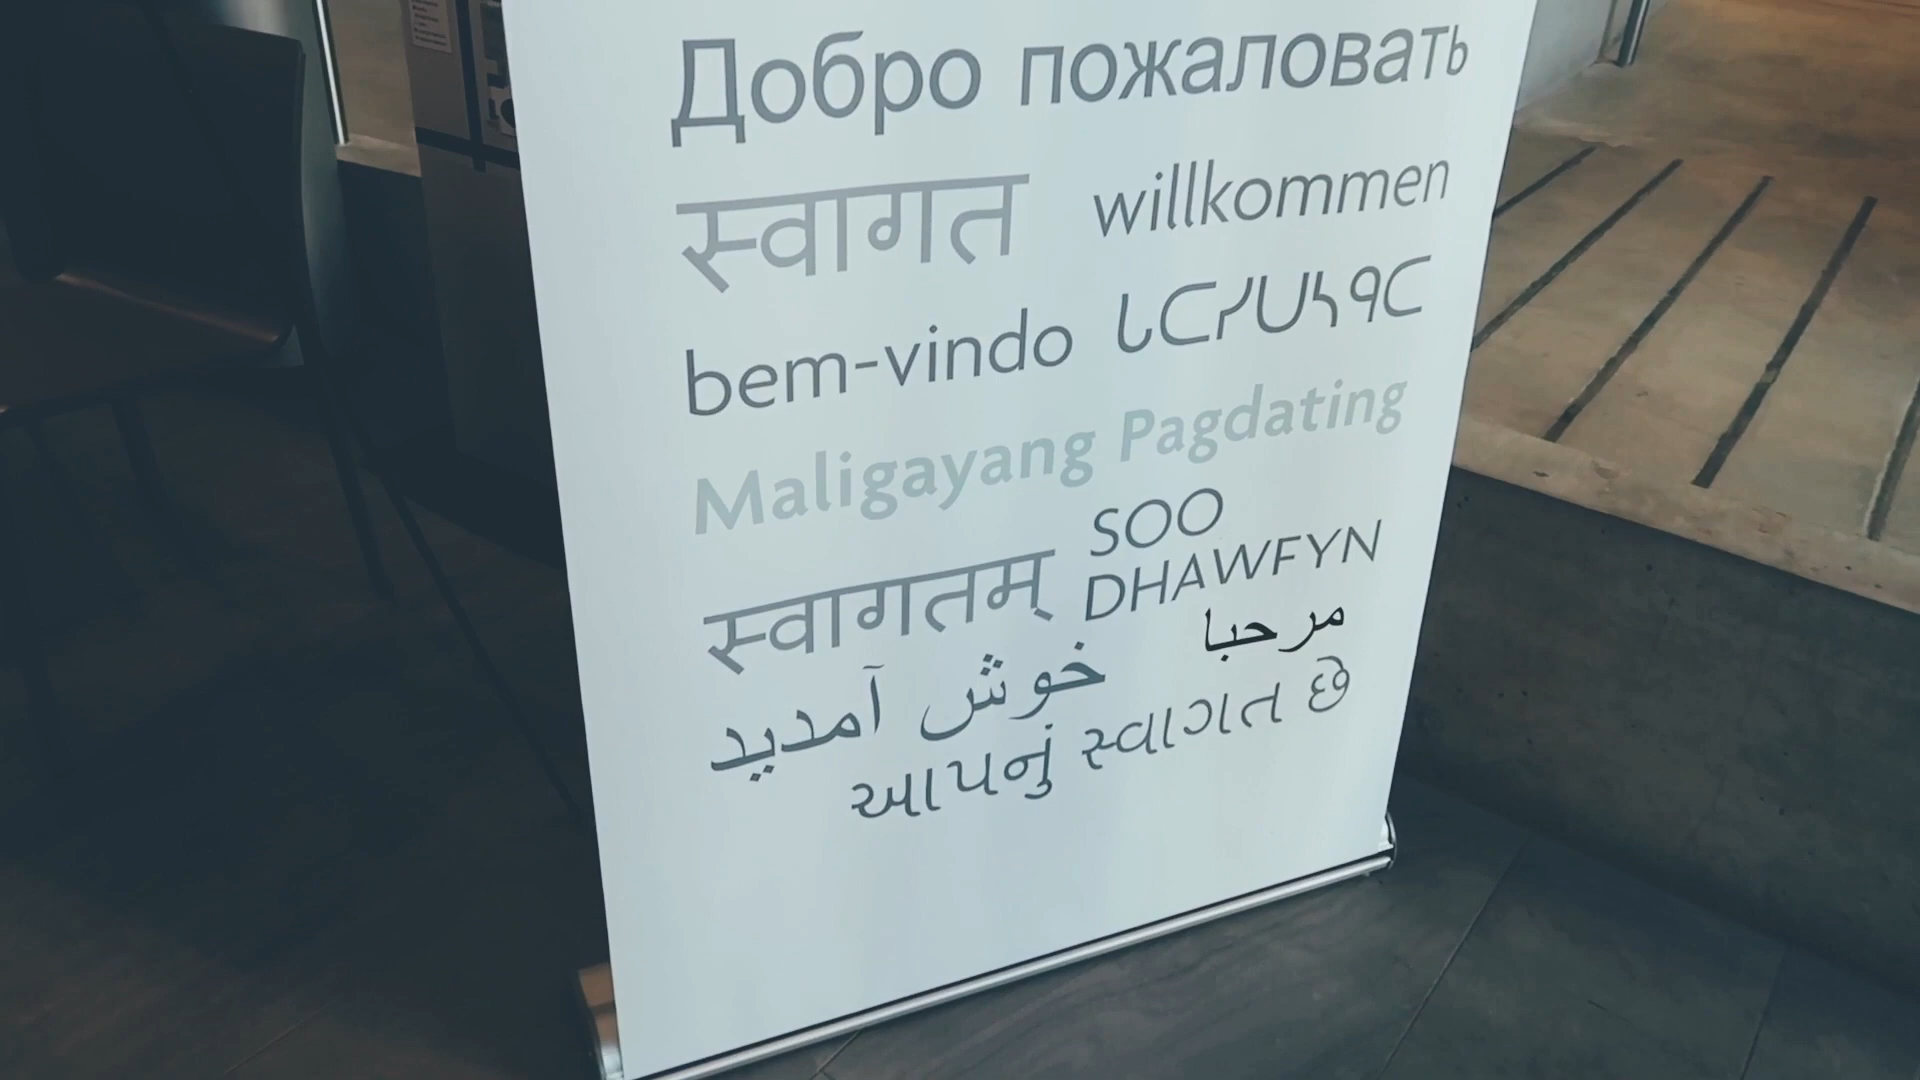 Добро пожаловать
स्वागत willkommen
bem-vindo
Maligayang Pagdating
स्वागतम् SOO DHAWFYN
خوش آمدید مرحبا
આપનું સ્વાગત છે